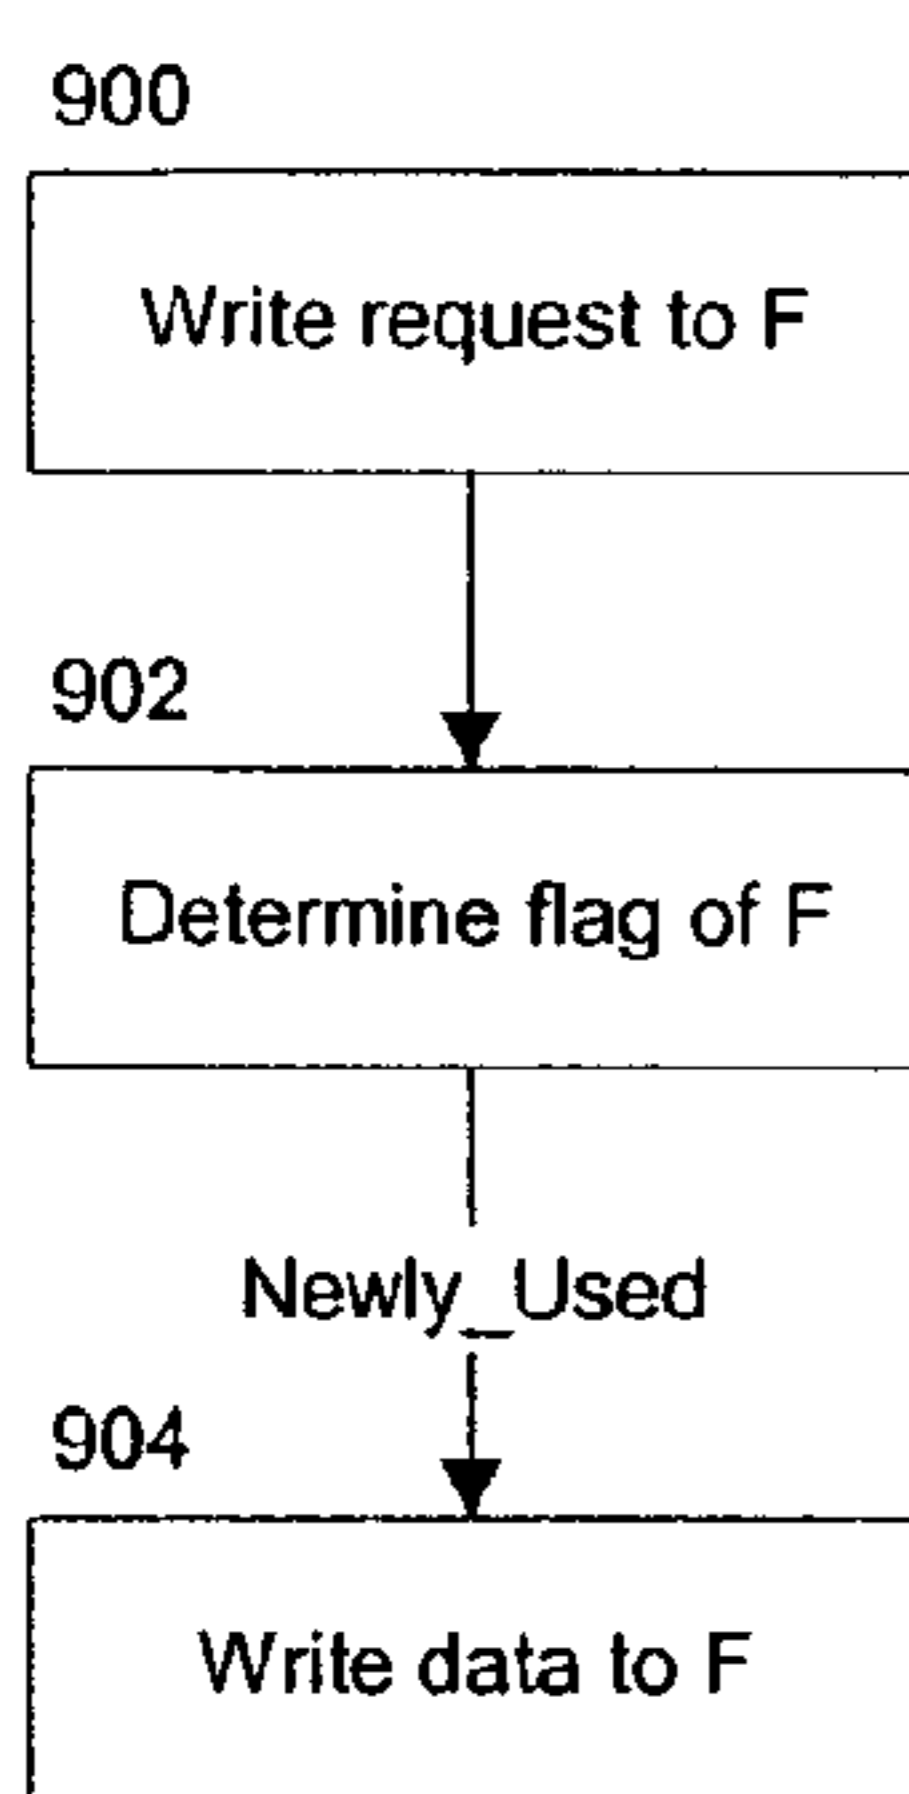 900
Write request to F
902
Determine flag of F
Newly_Used
904
Write data to F